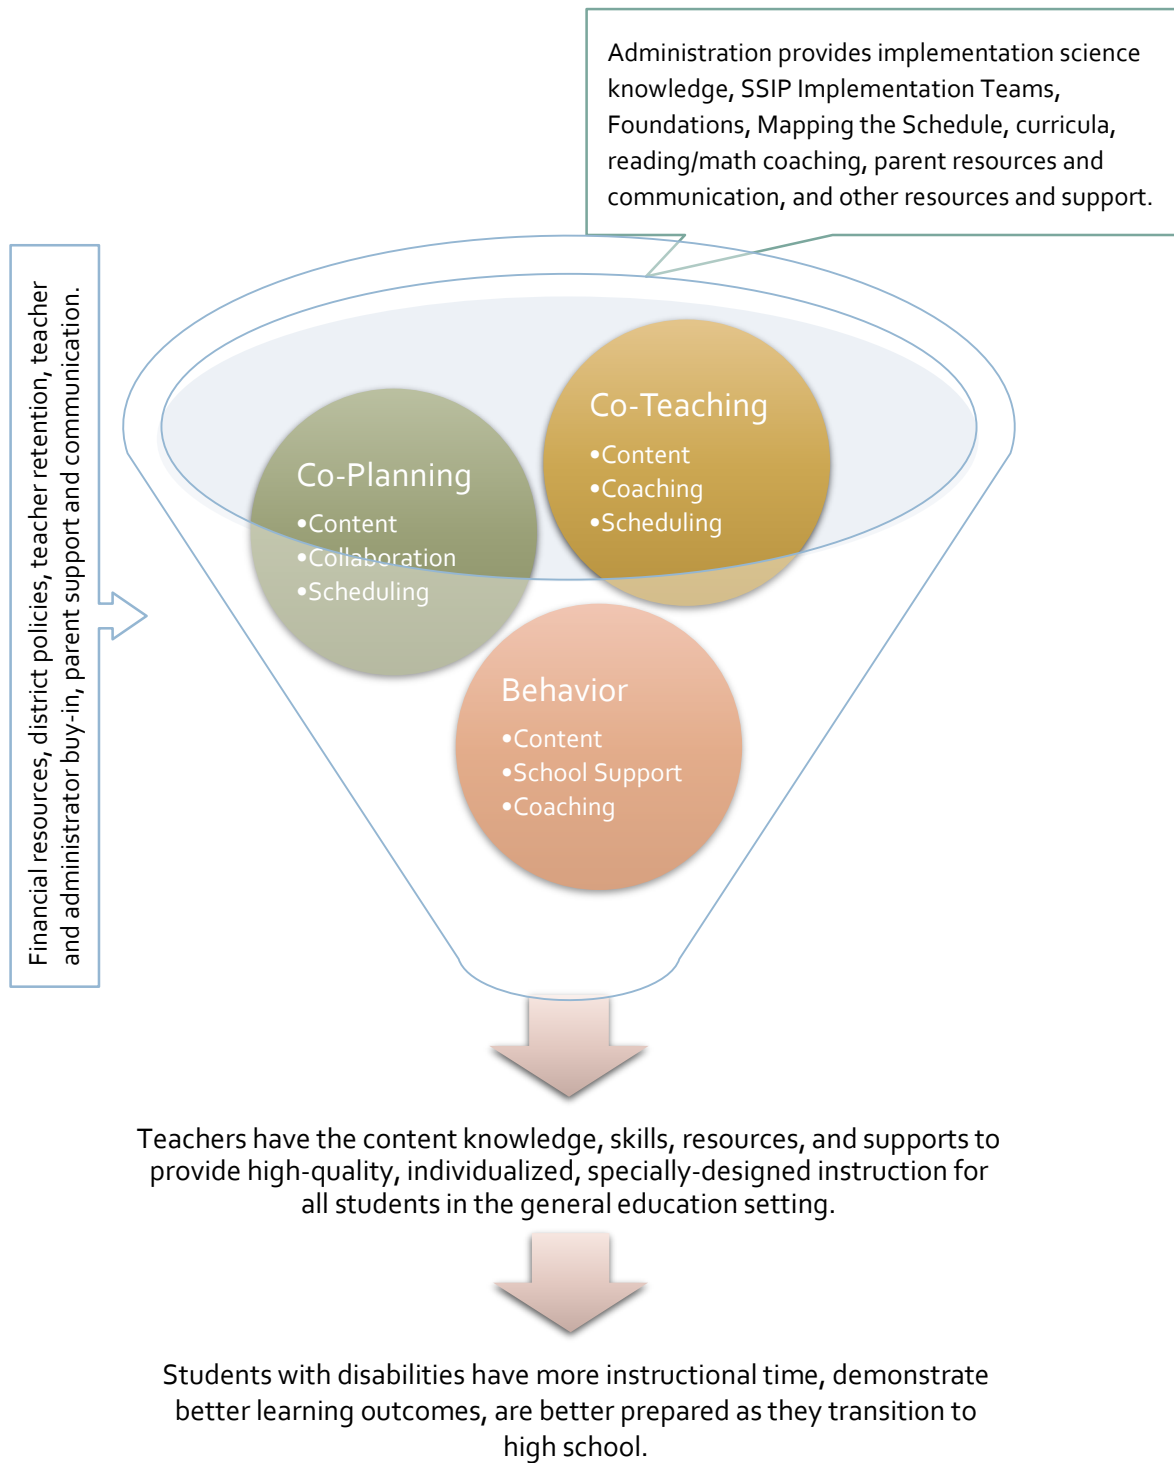 Administration provides implementation science
knowledge, SSIP Implementation Teams,
Foundations, Mapping the Schedule, curricula,
reading/math coaching, parent resources and
communication, and other resources and support.
Financial resources, district policies, teacher retention, teacher
and administrator buy-in, parent support and communication.
Co-Planning
•Content
•Collaboration
•Scheduling
Co-Teaching
•Content
•Coaching
•Scheduling
Behavior
•Content
•School Support
•Coaching
Teachers have the content knowledge, skills, resources, and supports to
provide high-quality, individualized, specially-designed instruction for
all students in the general education setting.
Students with disabilities have more instructional time, demonstrate
better learning outcomes, are better prepared as they transition to
high school.